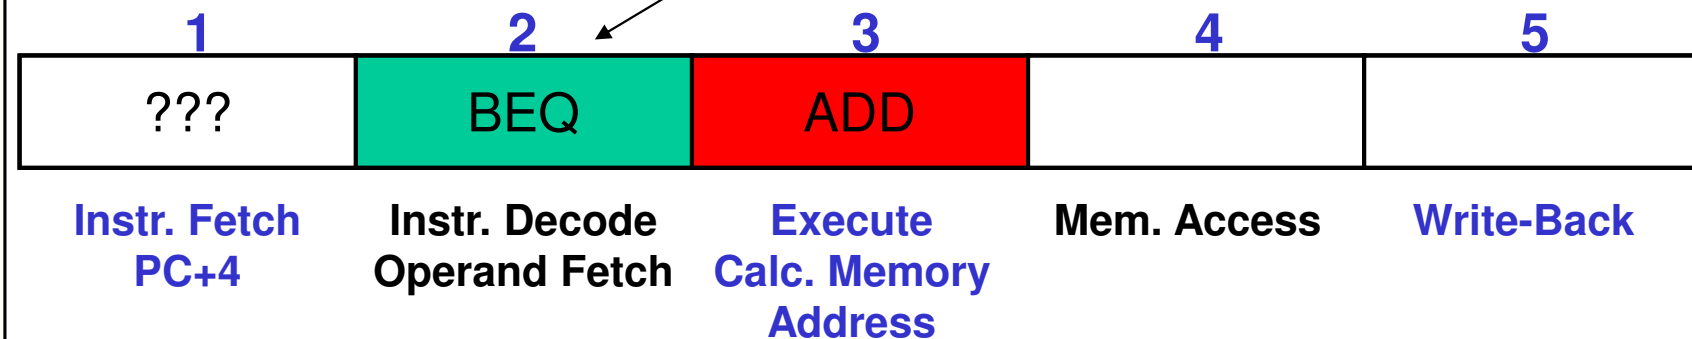 1 2 3 4 5
??? BEQ ADD
Instr. Fetch Instr. Decode Execute Mem. Access Write-Back
PC+4 Operand Fetch Calc. Memory
Address